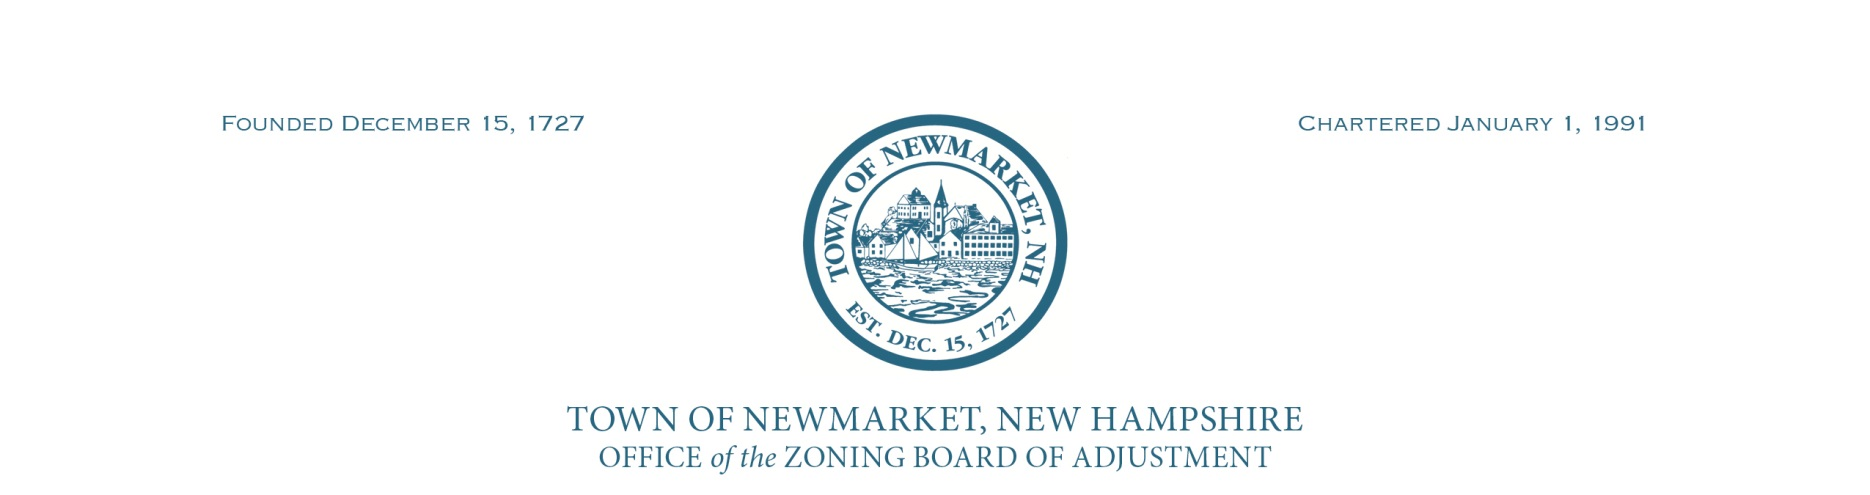 FOUNDED DECEMBER 15, 1727
CHARTERED JANUARY 1, 1991
TOWN OF NEWMARKET, NH
EST. DEC. 15, 1727
TOWN OF NEWMARKET, NEW HAMPSHIRE
OFFICE of the ZONING BOARD OF ADJUSTMENT